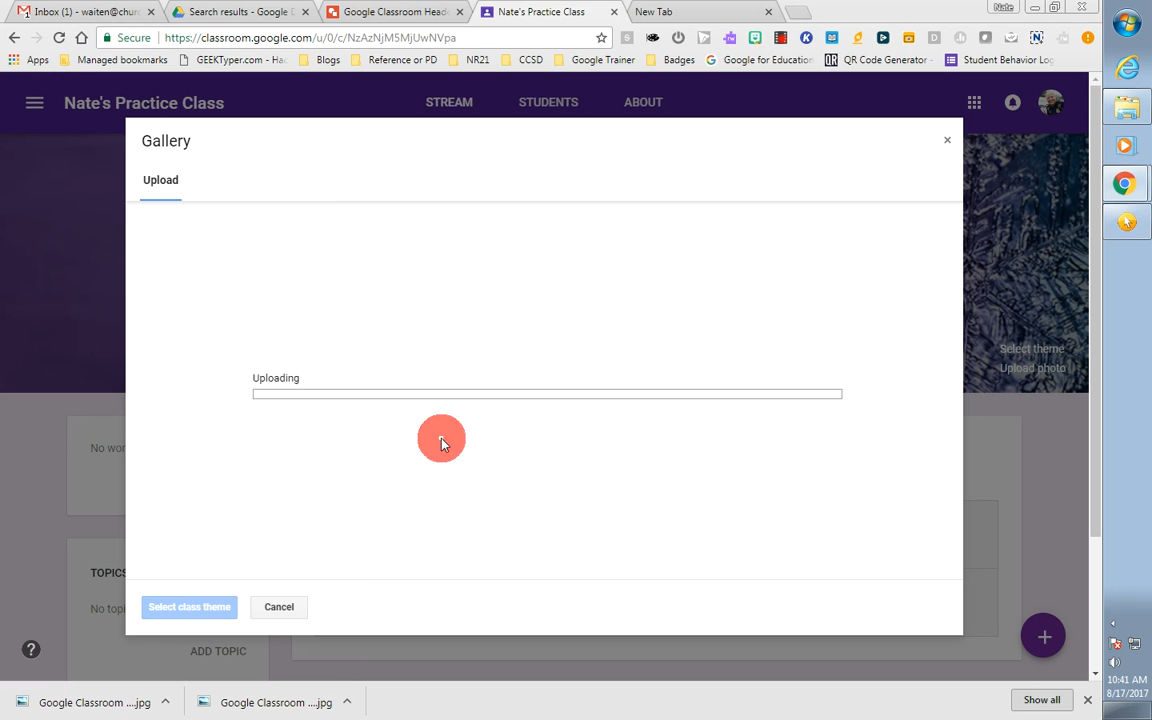 Inbox (1) - waiten@chur
Search results - Google D
Google Classroom Head
Nate's Practice Class
New Tab
Nate
Secure
https://classroom.google.com/u/0/c/NzAzNjM5MjUwNVpa
Apps
Managed bookmarks
GEEKTyper.com - Ha
Blogs
Reference or PD
NR21
CCSD
Google Trainer
Badges
Google for Education
QR Code Generator -
Student Behavior Log
Nate's Practice Class
STREAM
STUDENTS
ABOUT
Gallery
Upload
Select theme
Upload photo
Uploading
No wor
TOPICS
No topi
ADD TOPIC
Select class theme
Cancel
Google Classroom ....jpg
Google Classroom ....jpg
Show all
10:41 AM
8/17/2017